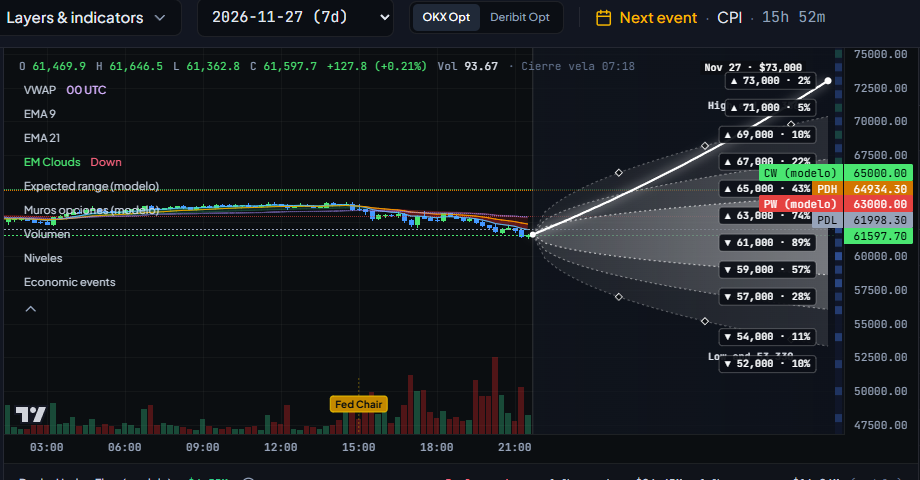 Layers & indicators 2026-11-27 (7d) OKX Opt Deribit Opt Next event · CPI · 15h 52m
O 61,469.9 H 61,646.5 L 61,362.8 C 61,597.7 +127.8 (+0.21%) Vol 93.67 · Cierre vela 07:18
VWAP 00 UTC
EMA 9
EMA 21
EM Clouds Down
Expected range (modelo)
Muros opciones (modelo)
Volumen
Niveles
Economic events
Nov 27 · $73,000
▲ 73,000 · 2%
Hig
▲ 71,000 · 5%
▲ 69,000 · 10%
▲ 67,000 · 22%
▲ 65,000 · 43%
▲ 63,000 · 74%
▼ 61,000 · 89%
▼ 59,000 · 57%
▼ 57,000 · 28%
▼ 54,000 · 11%
▼ 52,000 · 10%
75000.00
72500.00
70000.00
67500.00
CW (modelo) 65000.00
PDH 64934.30
PW (modelo) 63000.00
PDL 61998.30
61597.70
60000.00
57500.00
55000.00
52500.00
50000.00
47500.00
Fed Chair
03:00 06:00 09:00 12:00 15:00 18:00 21:00